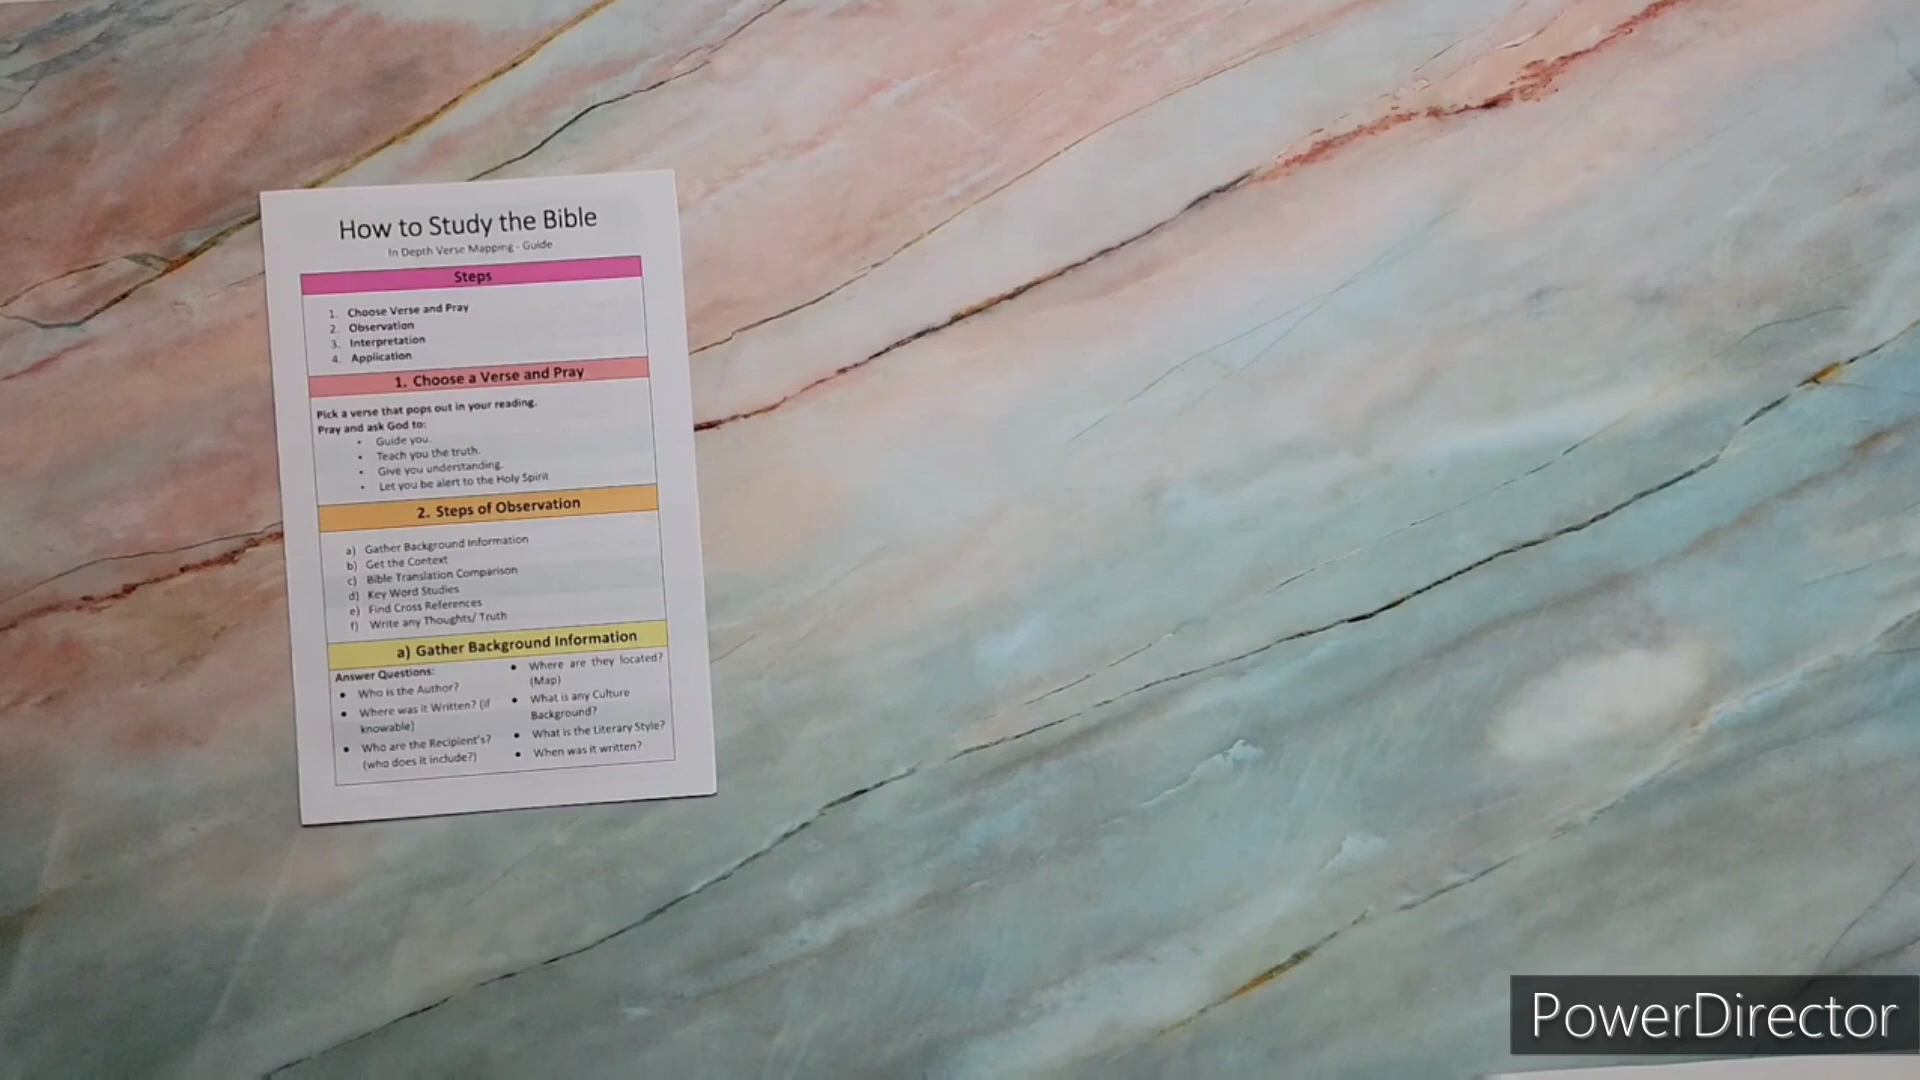 How to Study the Bible
In Depth Verse Mapping - Guide
Steps
1. Choose Verse and Pray
2. Observation
3. Interpretation
4. Application
1. Choose a Verse and Pray
Pick a verse that pops out in your reading.
Pray and ask God to:
• Guide you.
• Teach you the truth.
• Give you understanding.
• Let you be alert to the Holy Spirit
2. Steps of Observation
a) Gather Background Information
b) Get the Context
c) Bible Translation Comparison
d) Key Word Studies
e) Find Cross References
f) Write any Thoughts/ Truth
a) Gather Background Information
Answer Questions:
• Who is the Author?
• Where was it Written? (if
knowable)
• Who are the Recipient's?
(who does it include?)
• Where are they located?
(Map)
• What is any Culture
Background?
• What is the Literary Style?
• When was it written?
PowerDirector